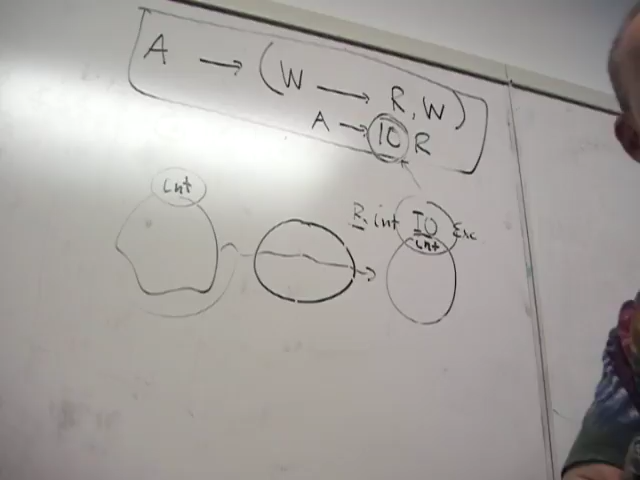 A → (W → R, W)
A → IO R
int
R int IO Exc
int